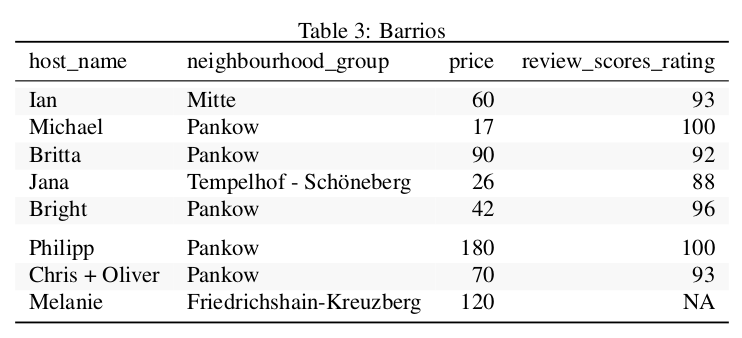 Table 3: Barrios
host_name neighbourhood_group price review_scores_rating
Ian Mitte 60 93
Michael Pankow 17 100
Britta Pankow 90 92
Jana Tempelhof - Schöneberg 26 88
Bright Pankow 42 96
Philipp Pankow 180 100
Chris + Oliver Pankow 70 93
Melanie Friedrichshain-Kreuzberg 120 NA